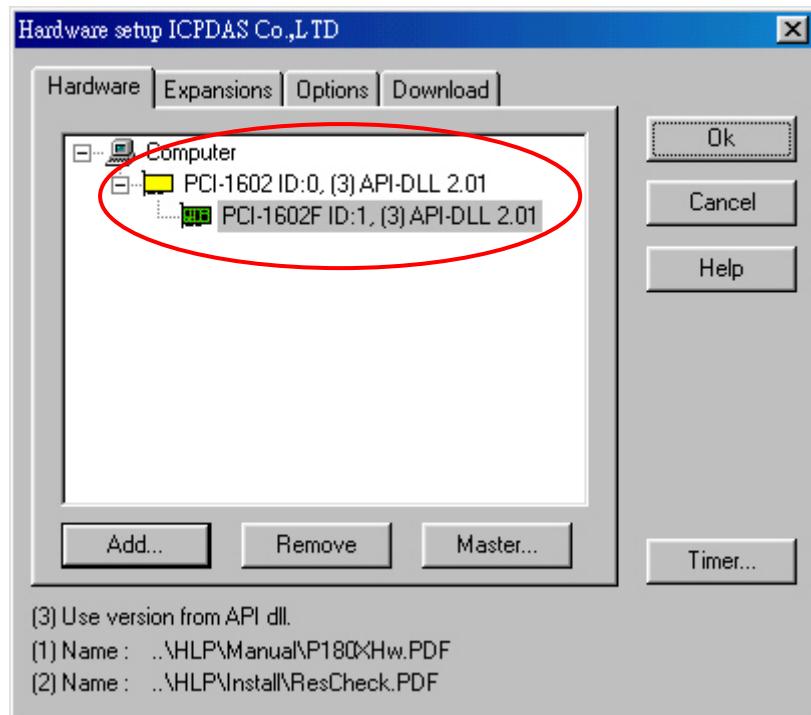 Hardware setup ICPDAS Co.,LTD
Hardware Expansions Options Download
Computer
PCI-1602 ID:0, (3) API-DLL 2.01
PCI-1602F ID:1, (3) API-DLL 2.01
Ok
Cancel
Help
Add... Remove Master...
Timer...
(3) Use version from API dll.
(1) Name : ..\HLP\Manual\P180XHw.PDF
(2) Name : ..\HLP\Install\ResCheck.PDF